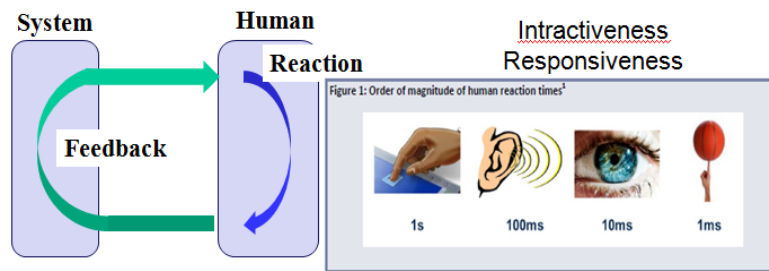 System
Human
Reaction
Feedback
Intractiveness
Responsiveness
Figure 1: Order of magnitude of human reaction times1
1s
100ms
10ms
1ms